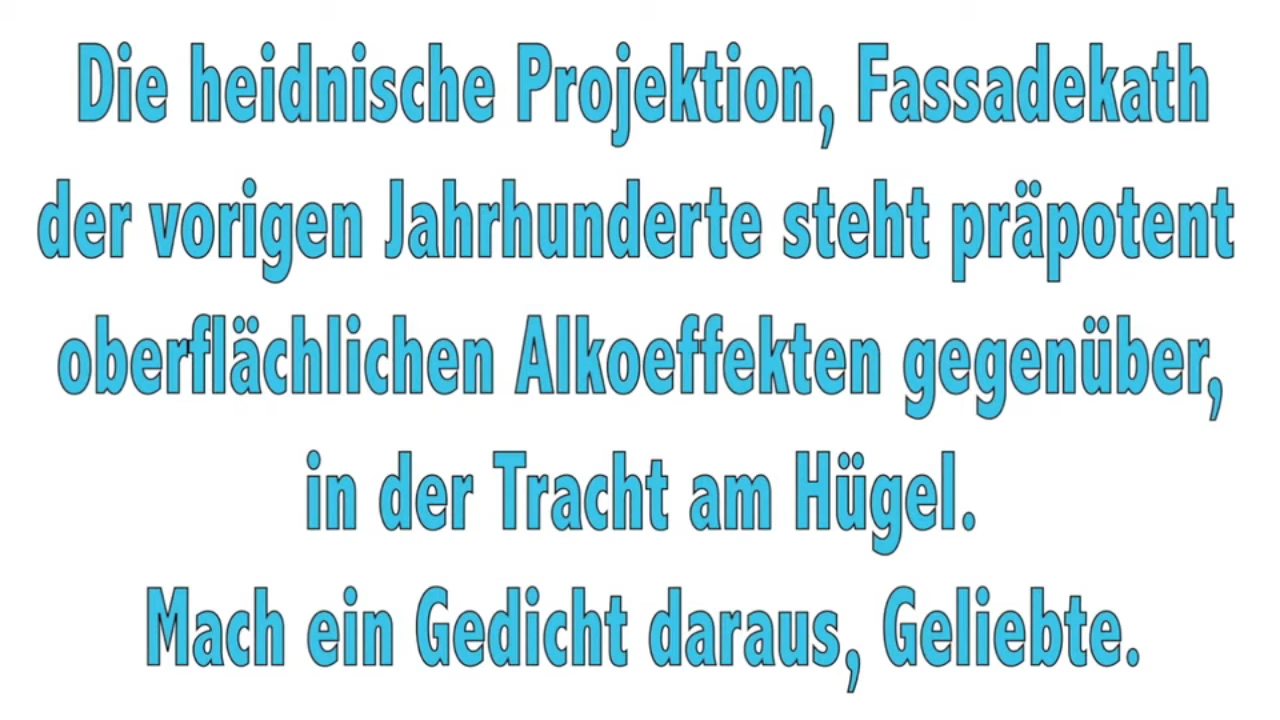 Die heidnische Projektion, Fassadekath
der vorigen Jahrhunderte steht präpotent
oberflächlichen Alkoeffekten gegenüber,
in der Tracht am Hügel.
Mach ein Gedicht daraus, Geliebte.